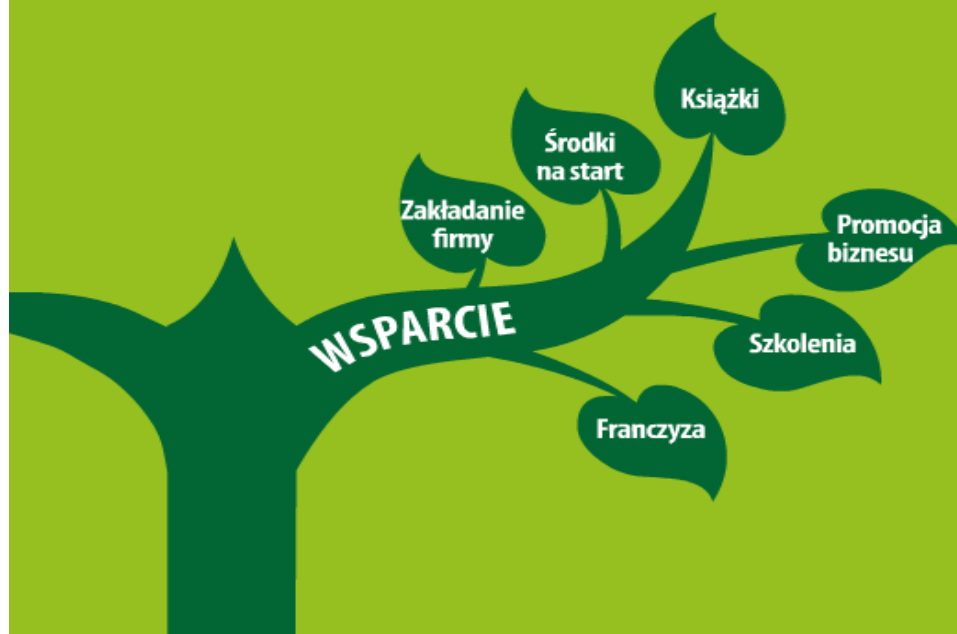 Książki
Środki
na start
Zakładanie
firmy
Promocja
biznesu
WSPARCIE
Szkolenia
Franczyza